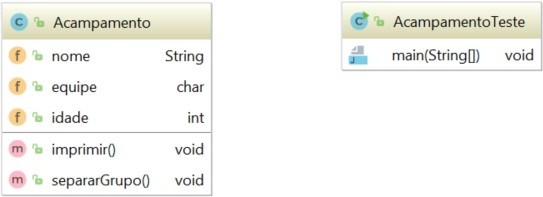 Acampamento
nome String
equipe char
idade int
imprimir() void
separarGrupo() void
AcampamentoTeste
main(String[]) void